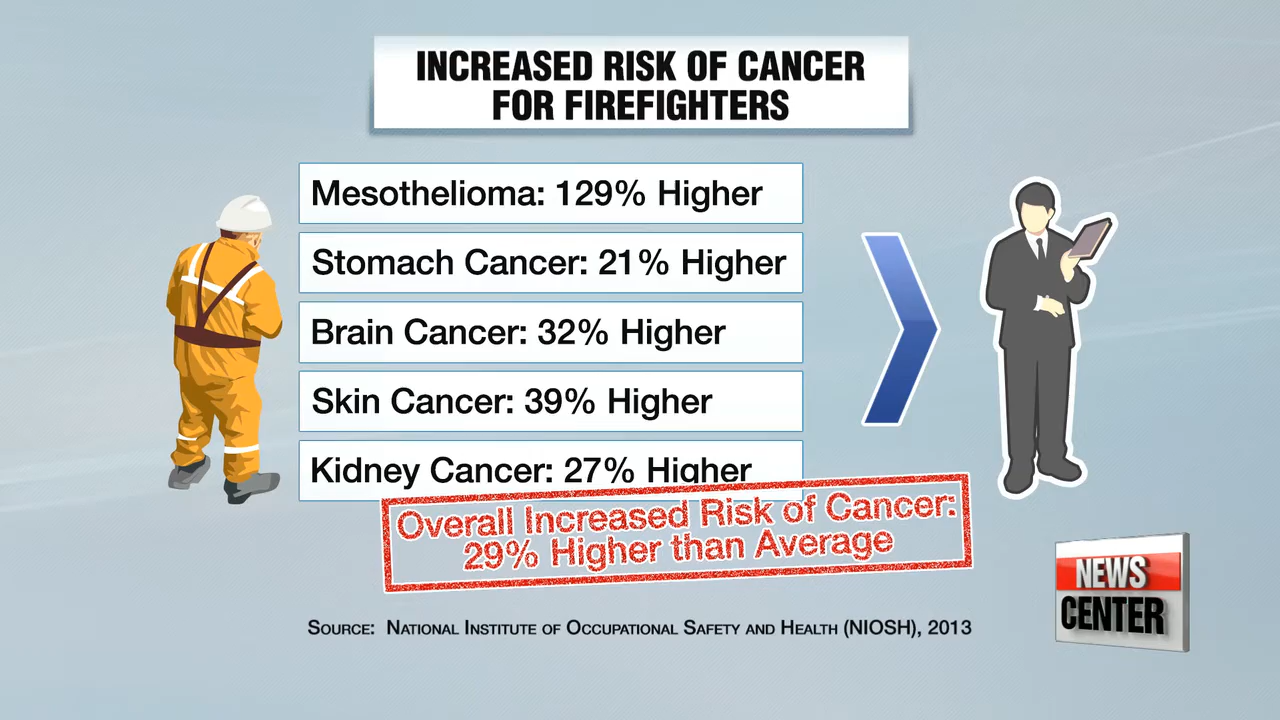 INCREASED RISK OF CANCER
FOR FIREFIGHTERS
Mesothelioma: 129% Higher
Stomach Cancer: 21% Higher
Brain Cancer: 32% Higher
Skin Cancer: 39% Higher
Kidney Cancer: 27% Higher
Overall Increased Risk of Cancer:
29% Higher than Average
SOURCE: NATIONAL INSTITUTE OF OCCUPATIONAL SAFETY AND HEALTH (NIOSH), 2013
NEWS
CENTER